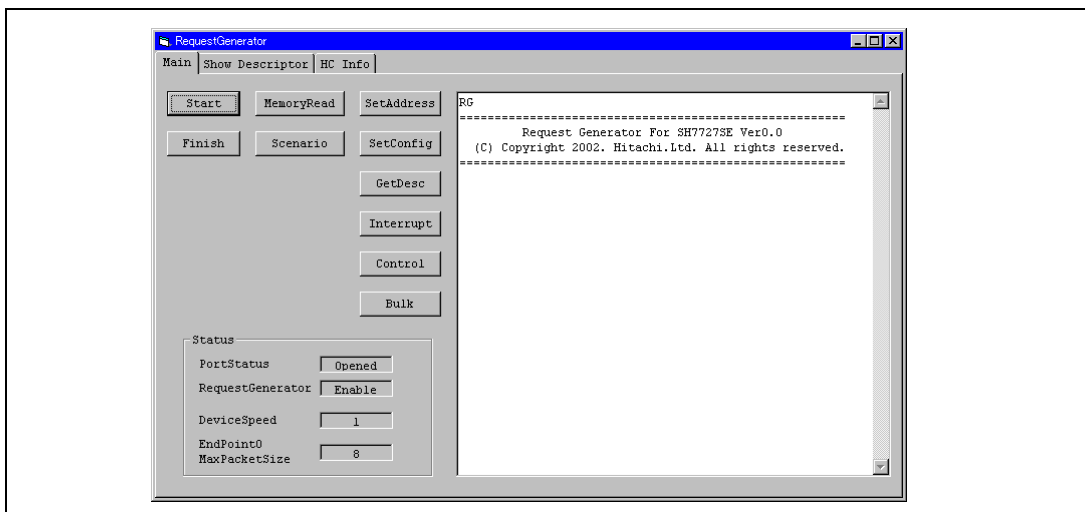 RequestGenerator
Main Show Descriptor HC Info
Start MemoryRead SetAddress
Finish Scenario SetConfig
GetDesc
Interrupt
Control
Bulk
RG
=======================================================
Request Generator For SH7727SE Ver0.0
(C) Copyright 2002. Hitachi.Ltd. All rights reserved.
=======================================================
Status
PortStatus Opened
RequestGenerator Enable
DeviceSpeed 1
EndPoint0
MaxPacketSize 8